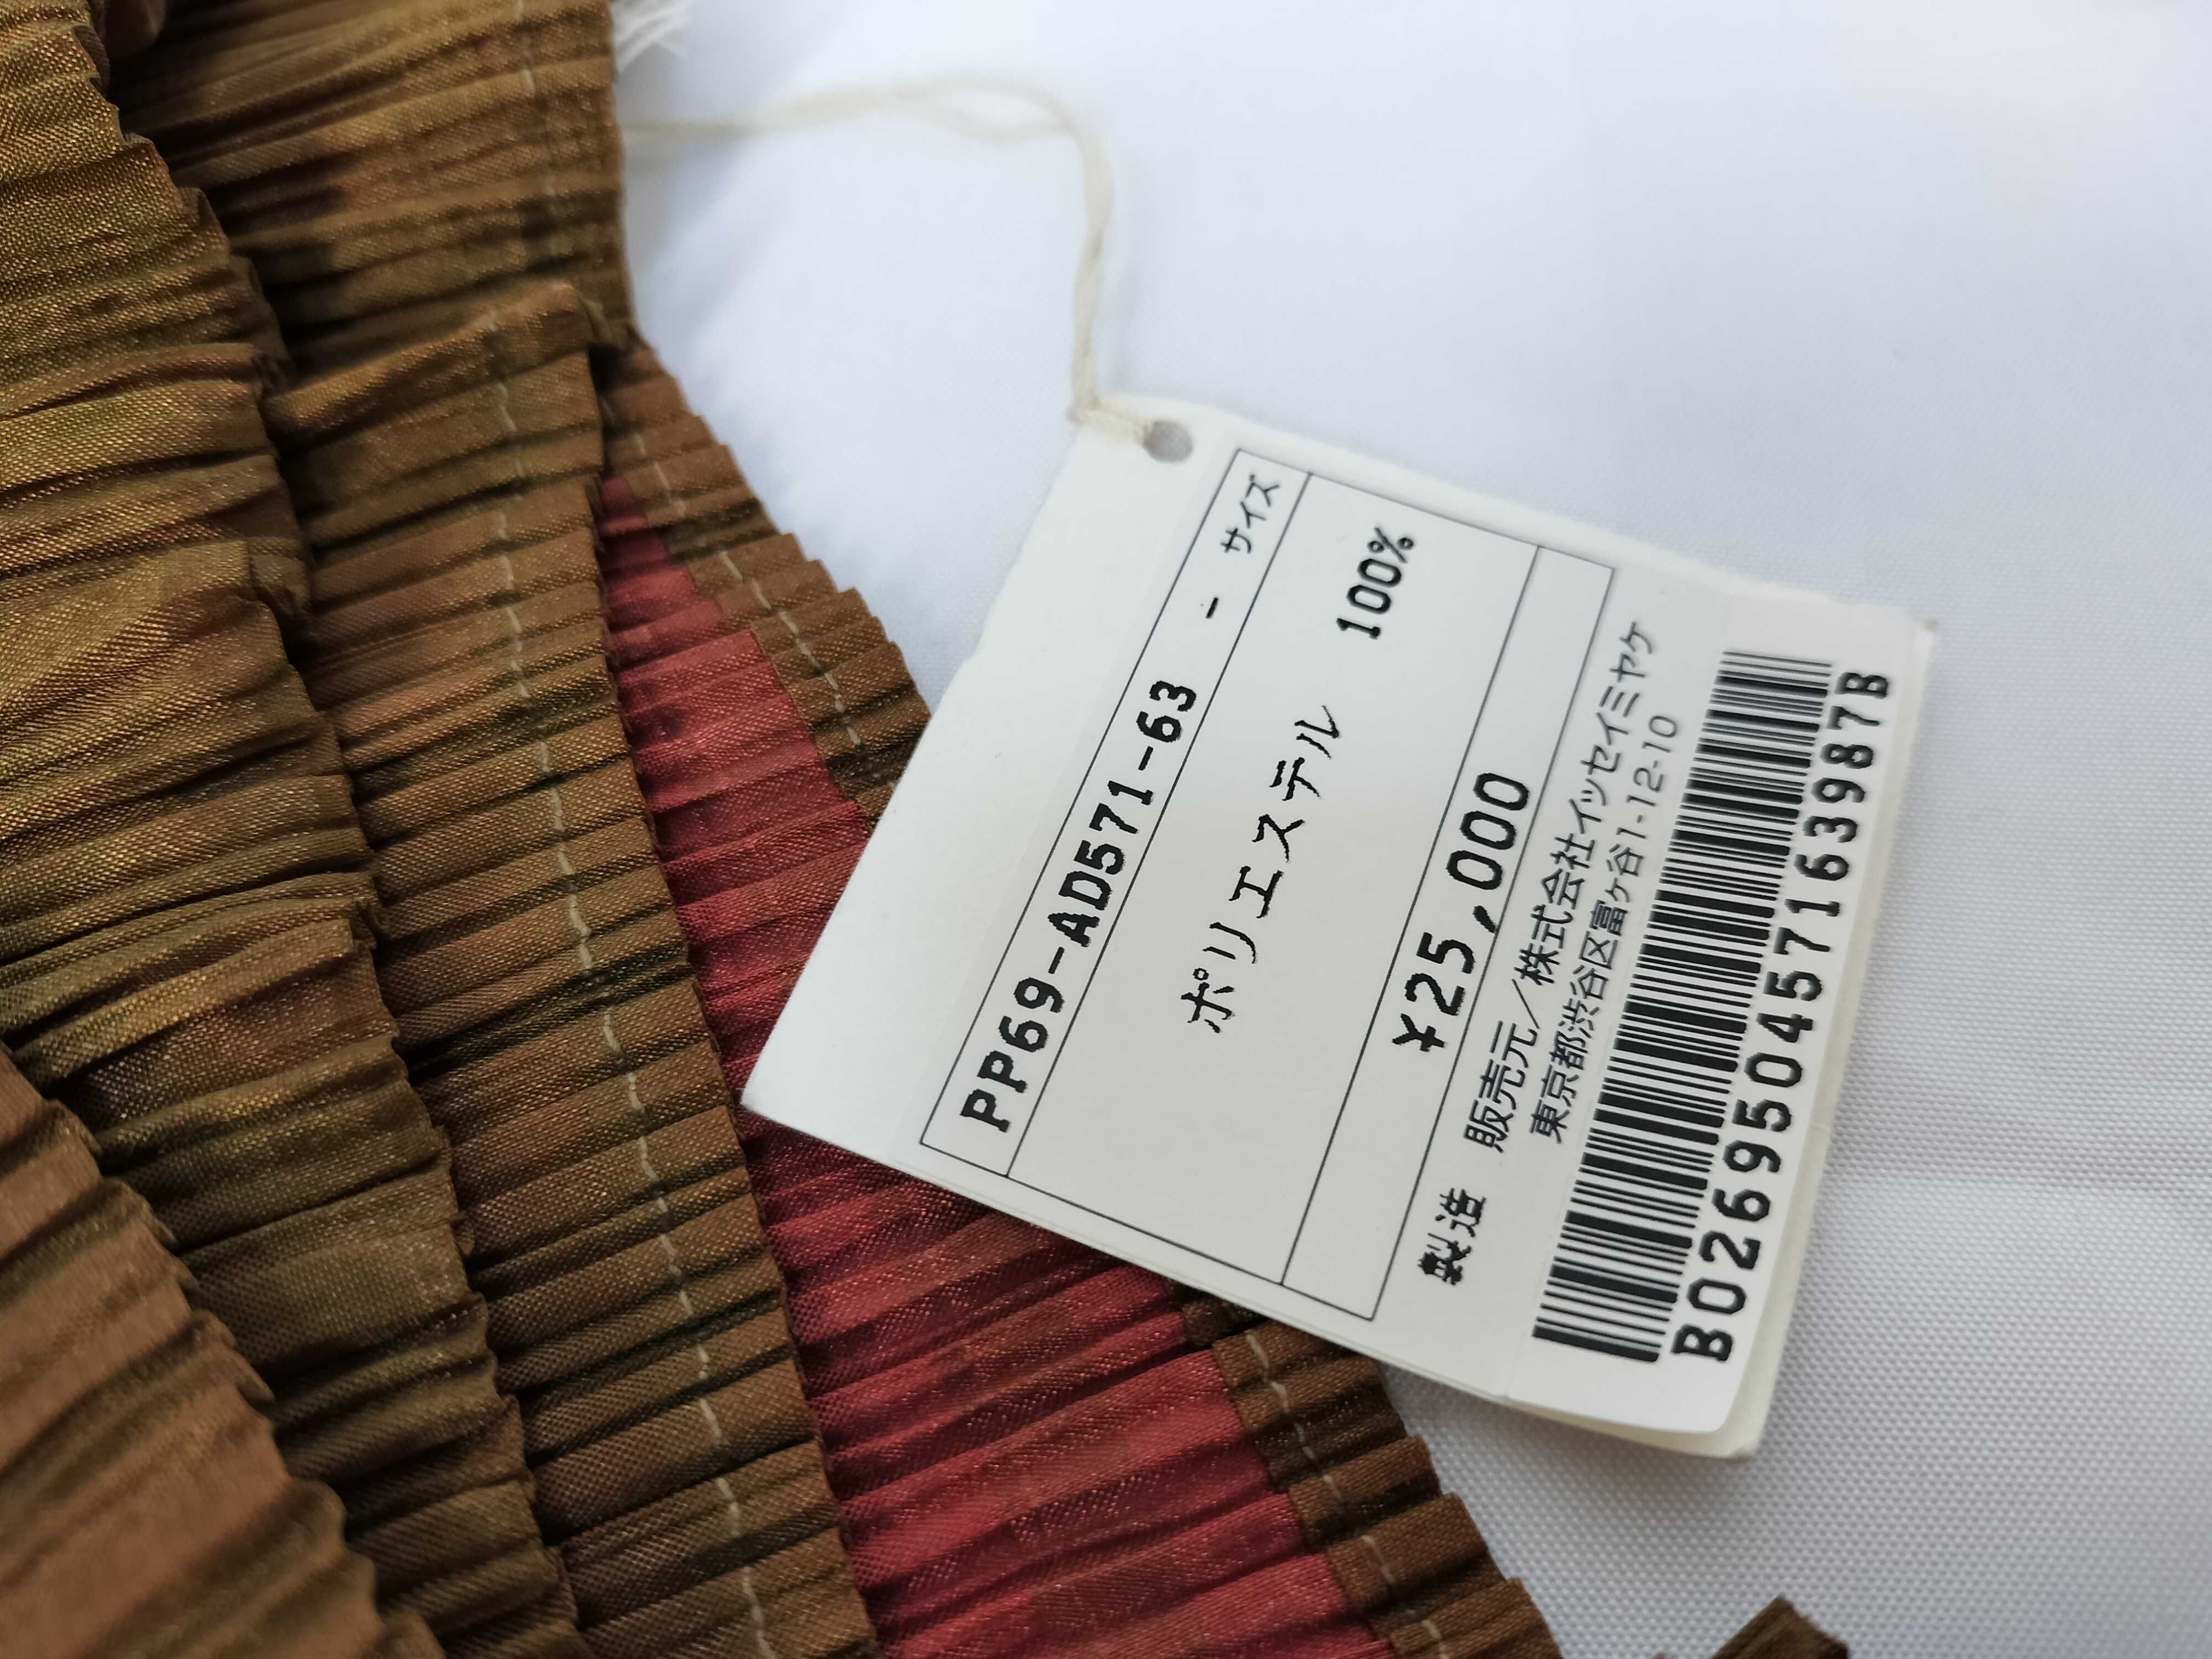 PP69-AD571-63 - サイズ
ポリエステル 100%
¥25,000
製造 販売元/株式会社イッセイミヤケ
東京都渋谷区富ヶ谷1-12-10
B02695045716398​7B